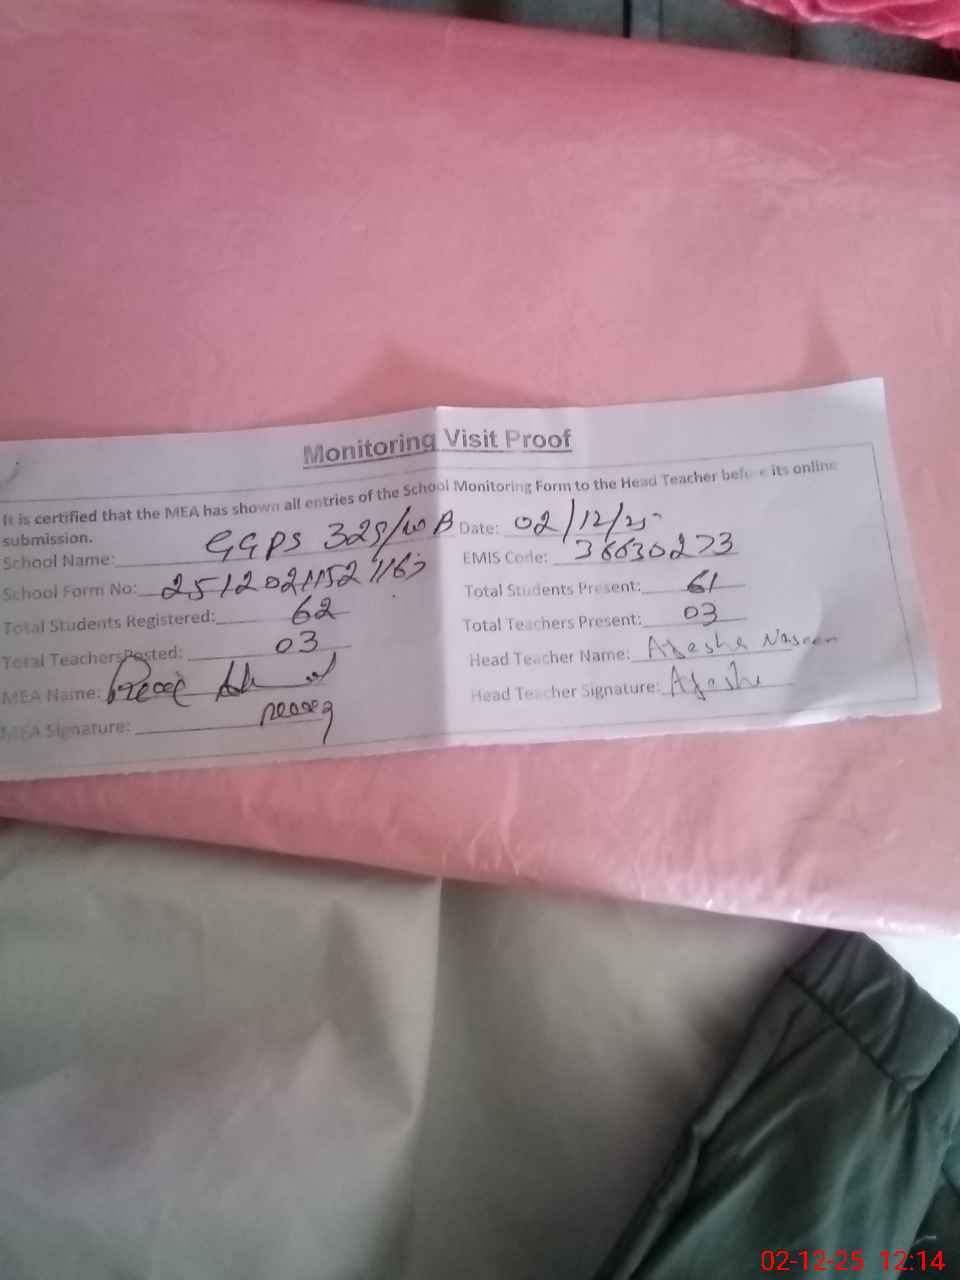 Monitoring Visit Proof
It is certified that the MEA has shown all entries of the School Monitoring Form to the Head Teacher before its online
submission.
School Name: GGPS 329/WB Date: 02/12/25
School Form No: EMIS Code: 36630273
Total Students Registered: 62 Total Students Present: 61
Total Teachers Posted: 03 Total Teachers Present: 03
MEA Name: Head Teacher Name: Ayesha Naseem
MEA Signature: Head Teacher Signature: Ayesha
02-12-25 12:14